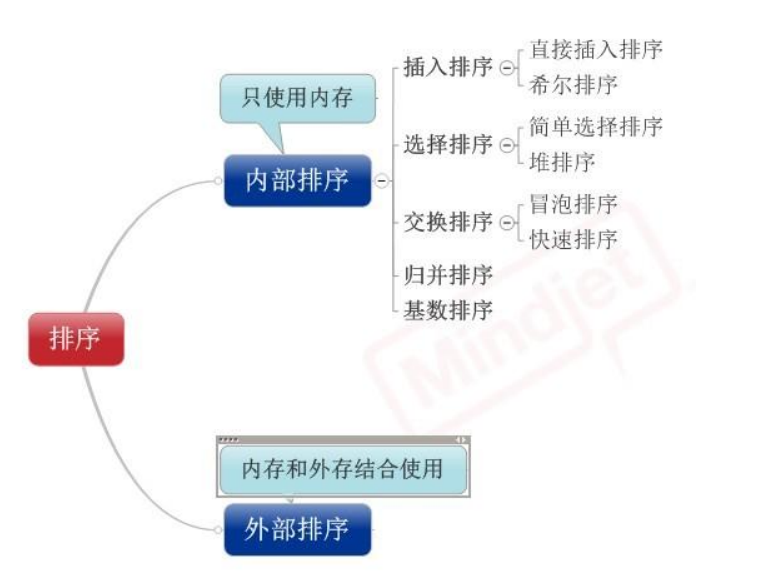 直接插入排序
插入排序
希尔排序
只使用内存
简单选择排序
选择排序
堆排序
内部排序
冒泡排序
交换排序
快速排序
归并排序
基数排序
排序
Mindjet
内存和外存结合使用
外部排序